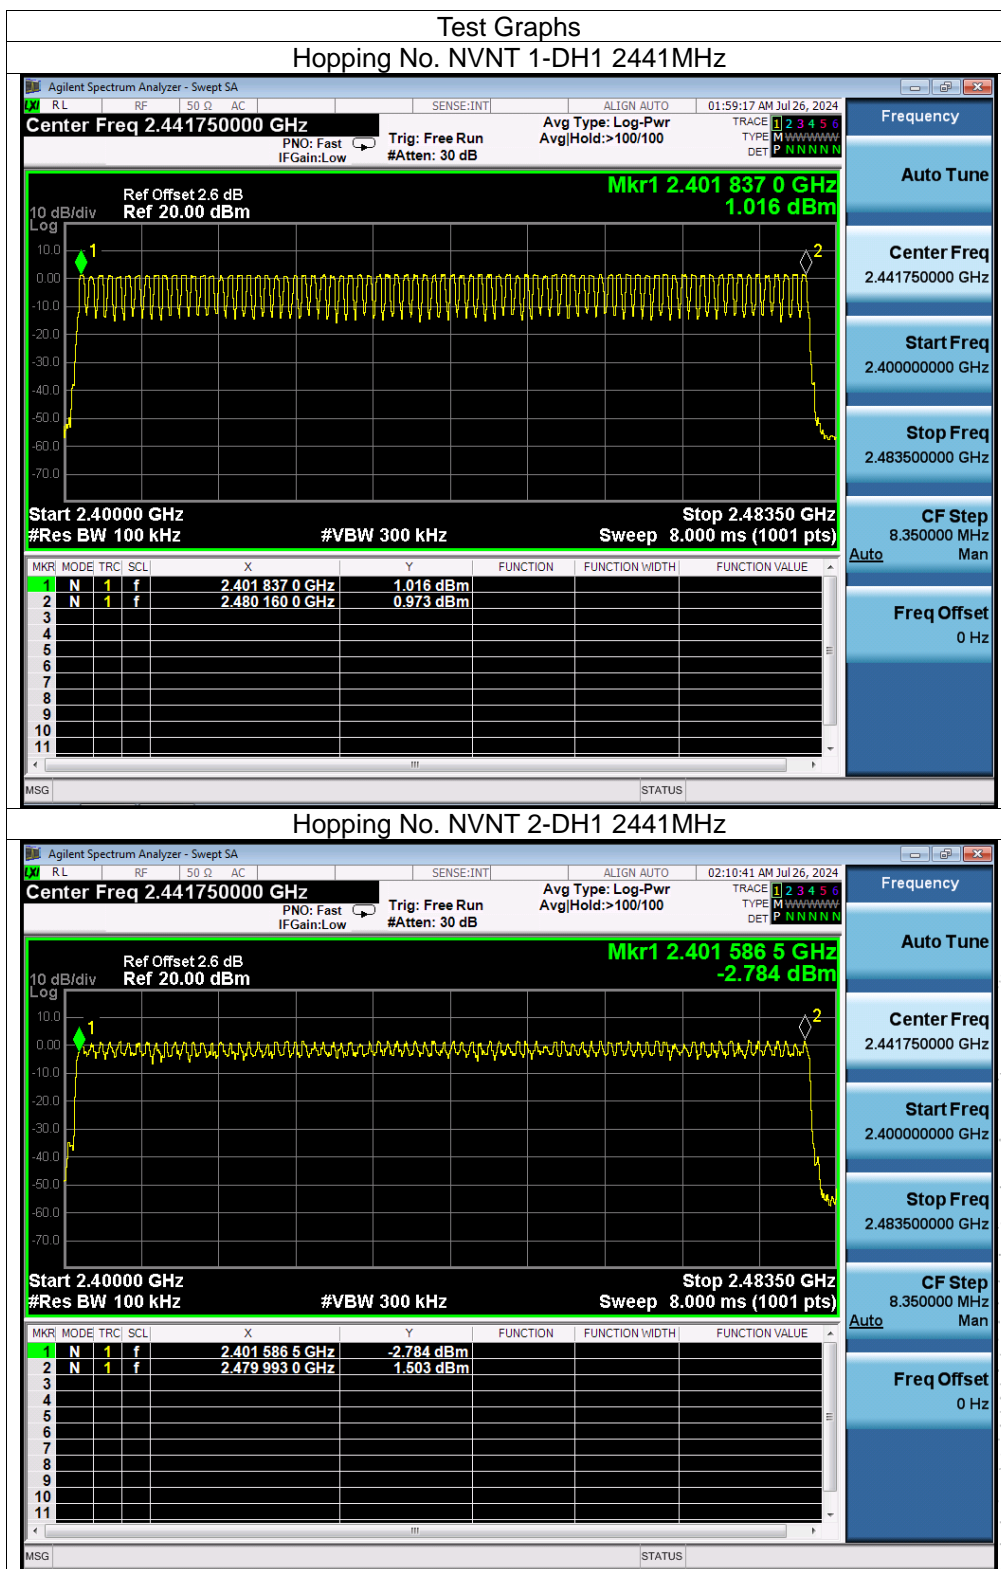 Test Graphs
Hopping No. NVNT 1-DH1 2441MHz
Agilent Spectrum Analyzer - Swept SA
LXI RL RF 50 Ω AC SENSE:INT ALIGN AUTO 01:59:17 AM Jul 26, 2024
Center Freq 2.441750000 GHz Avg Type: Log-Pwr TRACE 1 2 3 4 5 6
PNO: Fast Trig: Free Run Avg|Hold:>100/100 TYPE M WWWWW
IFGain:Low #Atten: 30 dB DET P N N N N N
Frequency
Auto Tune
Mkr1 2.401 837 0 GHz
1.016 dBm
Ref Offset 2.6 dB
10 dB/div Ref 20.00 dBm
Log
10.0
0.00
-10.0
-20.0
-30.0
-40.0
-50.0
-60.0
-70.0
1
2
Center Freq
2.441750000 GHz
Start Freq
2.400000000 GHz
Stop Freq
2.483500000 GHz
Start 2.40000 GHz Stop 2.48350 GHz
#Res BW 100 kHz #VBW 300 kHz Sweep 8.000 ms (1001 pts)
CF Step
8.350000 MHz
Auto Man
MKR MODE TRC SCL X Y FUNCTION FUNCTION WIDTH FUNCTION VALUE
1 N 1 f 2.401 837 0 GHz 1.016 dBm
2 N 1 f 2.480 160 0 GHz 0.973 dBm
3
4
5
6
7
8
9
10
11
Freq Offset
0 Hz
MSG STATUS
Hopping No. NVNT 2-DH1 2441MHz
Agilent Spectrum Analyzer - Swept SA
LXI RL RF 50 Ω AC SENSE:INT ALIGN AUTO 02:10:41 AM Jul 26, 2024
Center Freq 2.441750000 GHz Avg Type: Log-Pwr TRACE 1 2 3 4 5 6
PNO: Fast Trig: Free Run Avg|Hold:>100/100 TYPE M WWWWW
IFGain:Low #Atten: 30 dB DET P N N N N N
Frequency
Auto Tune
Mkr1 2.401 586 5 GHz
-2.784 dBm
Ref Offset 2.6 dB
10 dB/div Ref 20.00 dBm
Log
10.0
0.00
-10.0
-20.0
-30.0
-40.0
-50.0
-60.0
-70.0
1
2
Center Freq
2.441750000 GHz
Start Freq
2.400000000 GHz
Stop Freq
2.483500000 GHz
Start 2.40000 GHz Stop 2.48350 GHz
#Res BW 100 kHz #VBW 300 kHz Sweep 8.000 ms (1001 pts)
CF Step
8.350000 MHz
Auto Man
MKR MODE TRC SCL X Y FUNCTION FUNCTION WIDTH FUNCTION VALUE
1 N 1 f 2.401 586 5 GHz -2.784 dBm
2 N 1 f 2.479 993 0 GHz 1.503 dBm
3
4
5
6
7
8
9
10
11
Freq Offset
0 Hz
MSG STATUS